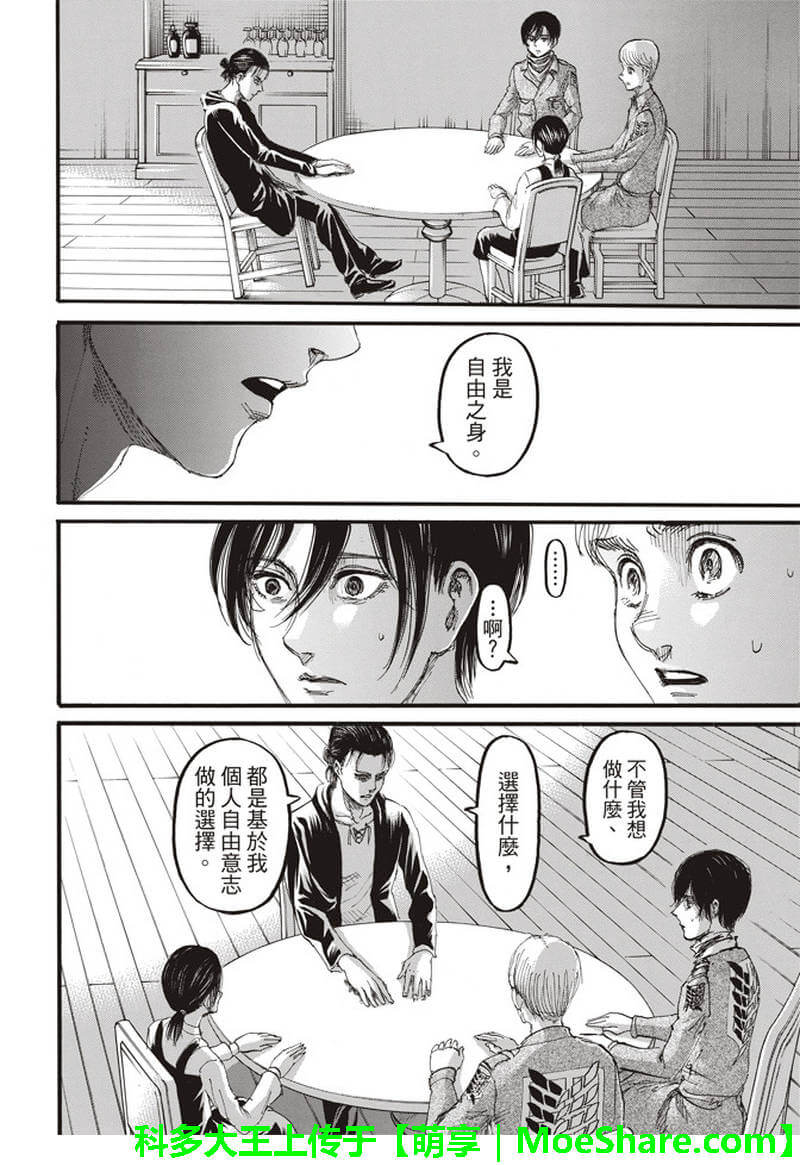 我是
自由之身。
……
…啊?
不管我想
做什麼、
選擇什麼，
都是基於我
個人自由意志
做的選擇。
科多大王上传于【萌享 | MoeShare.com】